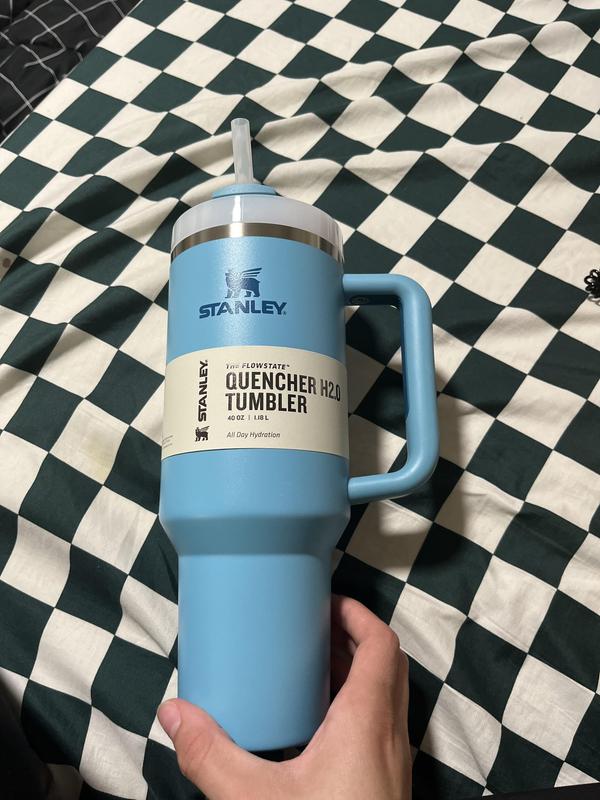 STANLEY®
STANLEY®
THE FLOWSTATE™
QUENCHER H2.0
TUMBLER
40 OZ | 1.18 L
All Day Hydration